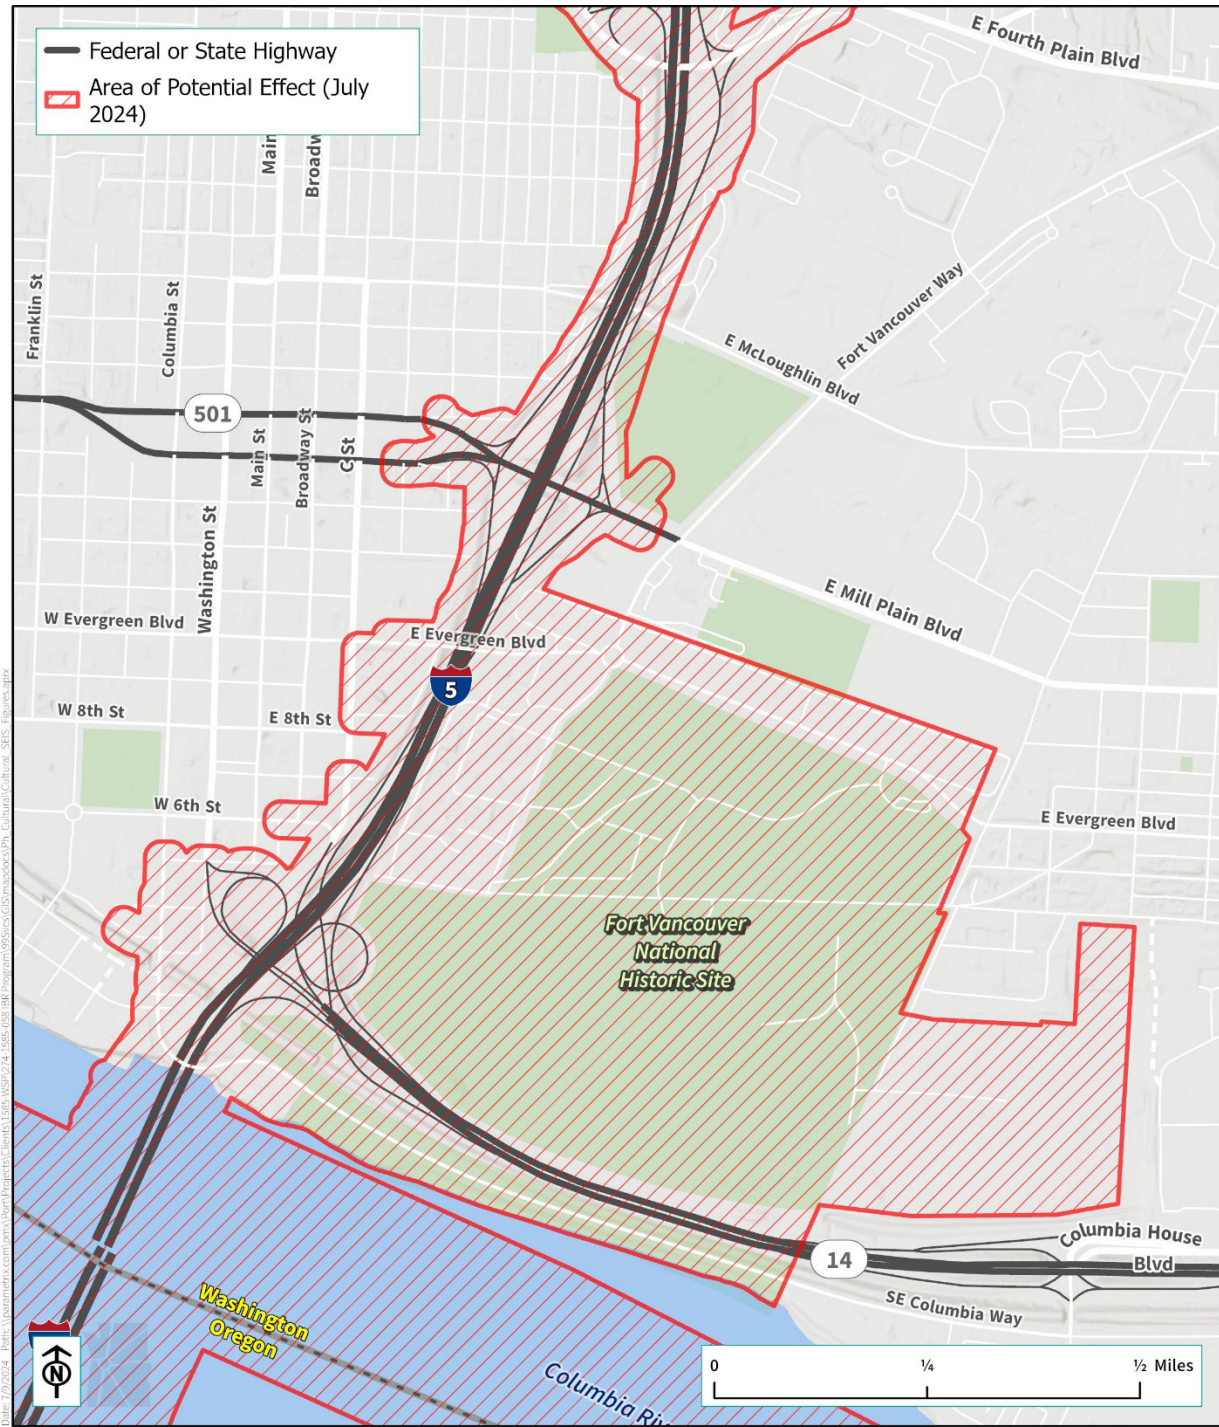 Federal or State Highway
Area of Potential Effect (July
2024)
E Fourth Plain Blvd
Main
Broadw
Fort Vancouver Way
Franklin St
Columbia St
E McLoughlin Blvd
501
Main St
Broadway St
C St
Washington St
E Mill Plain Blvd
W Evergreen Blvd
E Evergreen Blvd
5
W 8th St
E 8th St
W 6th St
E Evergreen Blvd
Fort Vancouver
National
Historic Site
Columbia House
Blvd
14
SE Columbia Way
Washington
Oregon
Columbia Riv
N
0 ¼ ½ Miles